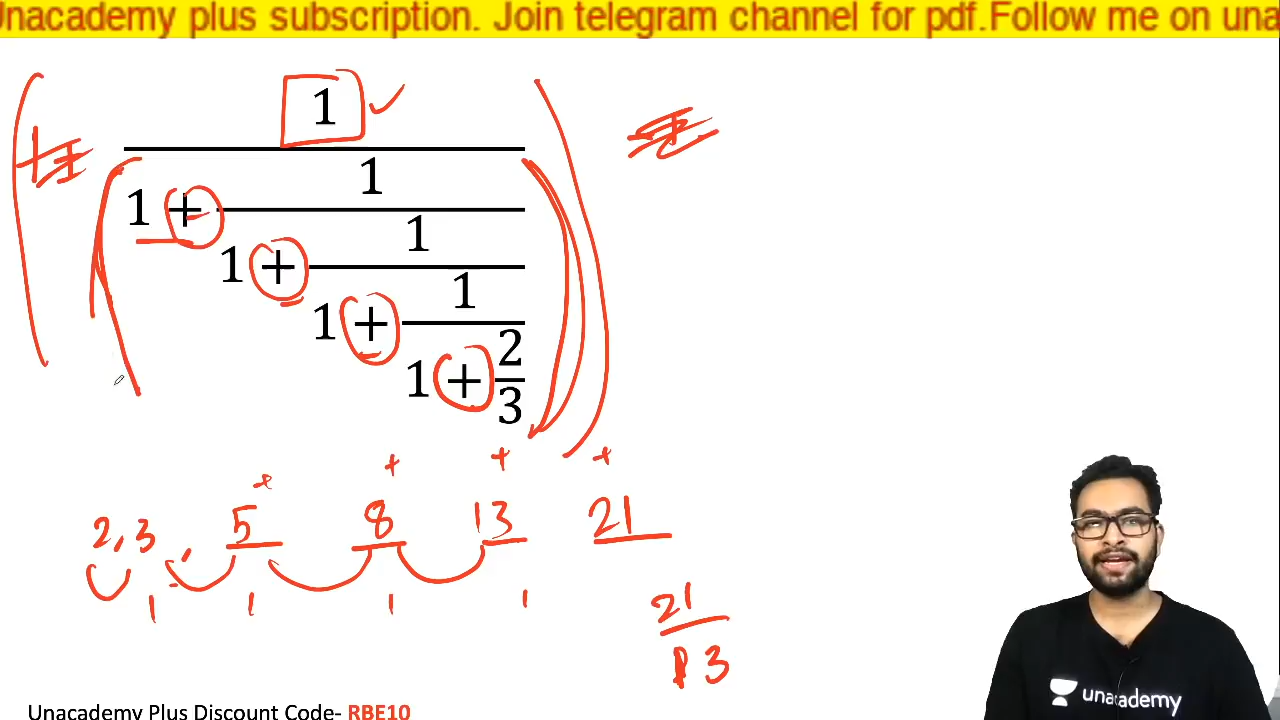 Unacademy plus subscription. Join telegram channel for pdf.Follow me on una
1
1
1 +
1
1 +
1
1 +
2
1 +
3
+ + + +
2, 3 5 8 13 21
1 1 1 1
21
13
unacademy
Unacademy Plus Discount Code- RBE10